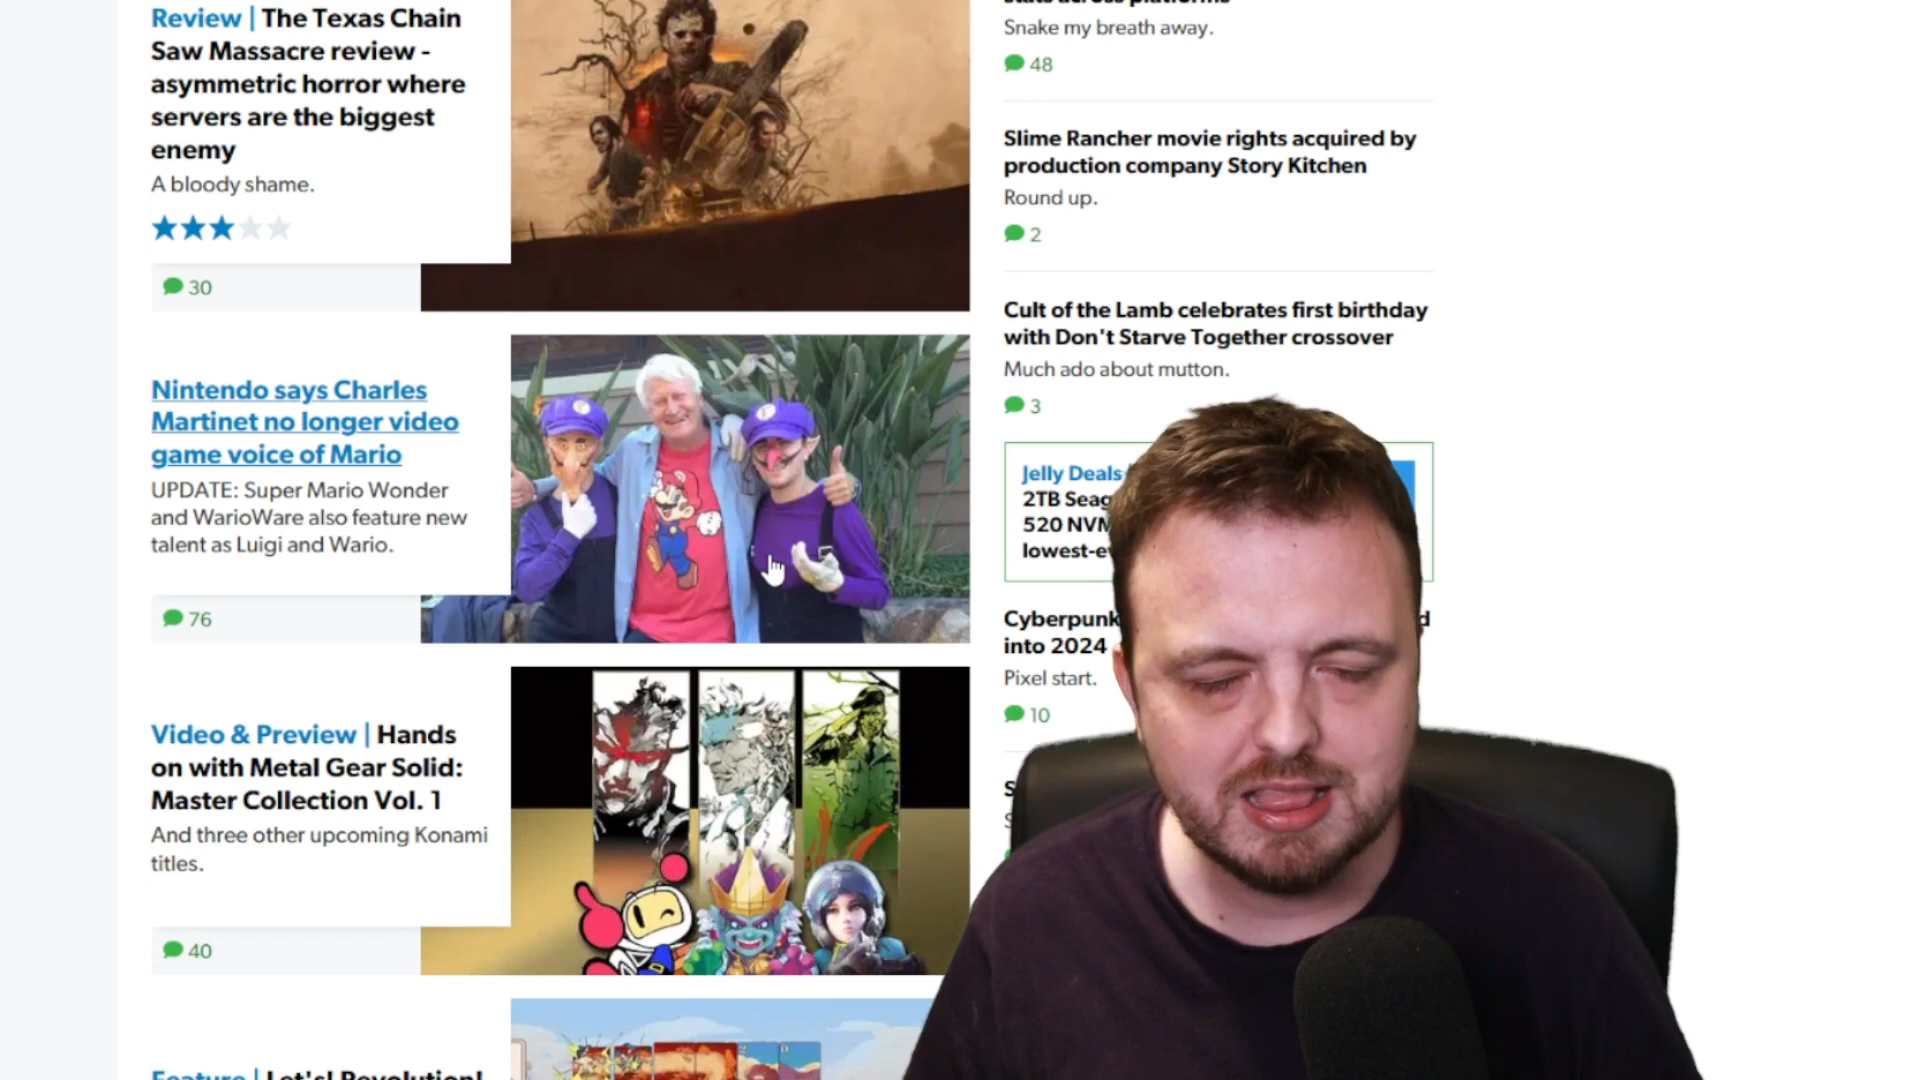 Review | The Texas Chain
Saw Massacre review -
asymmetric horror where
servers are the biggest
enemy
A bloody shame.
30
Nintendo says Charles
Martinet no longer video
game voice of Mario
UPDATE: Super Mario Wonder
and WarioWare also feature new
talent as Luigi and Wario.
76
Video & Preview | Hands
on with Metal Gear Solid:
Master Collection Vol. 1
And three other upcoming Konami
titles.
40
Feature | Let's! Revolution!
Snake my breath away.
48
Slime Rancher movie rights acquired by
production company Story Kitchen
Round up.
2
Cult of the Lamb celebrates first birthday
with Don't Starve Together crossover
Much ado about mutton.
3
Jelly Deals
2TB
520
Cyberpunk
into 2024
Pixel start.
10